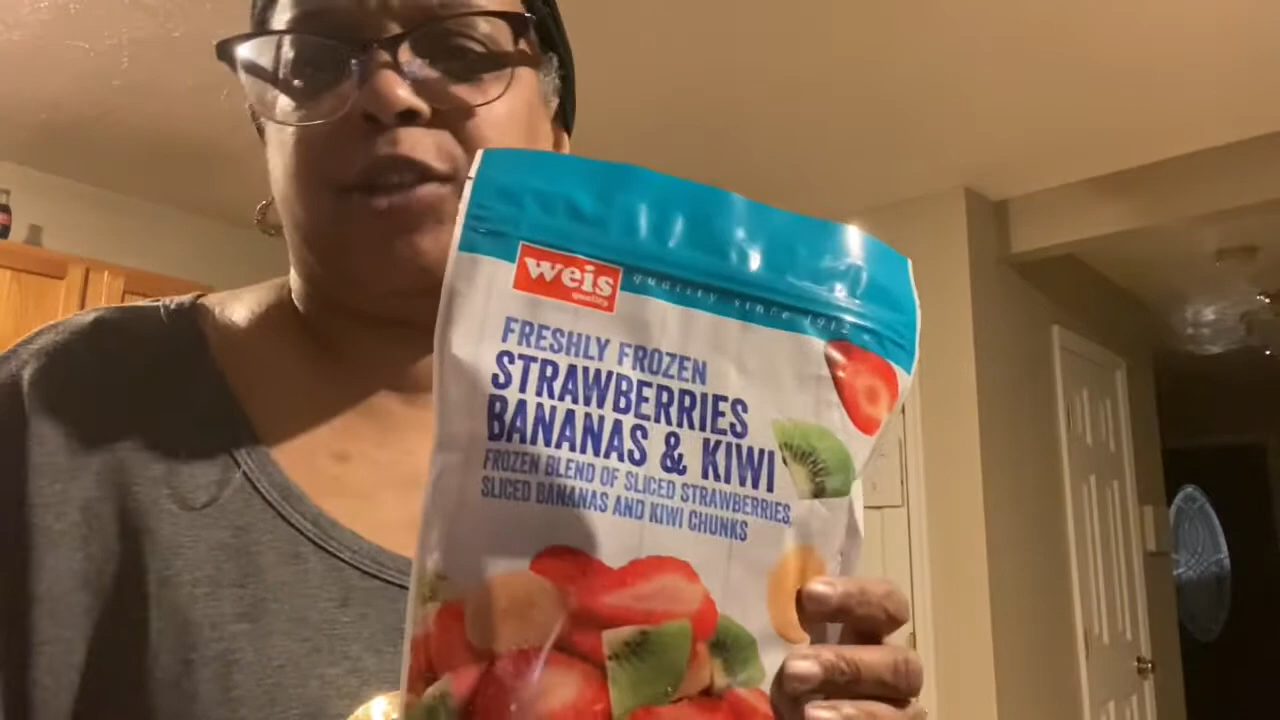 weis
quality
quality since 1912
FRESHLY FROZEN
STRAWBERRIES
BANANAS & KIWI
FROZEN BLEND OF SLICED STRAWBERRIES,
SLICED BANANAS AND KIWI CHUNKS